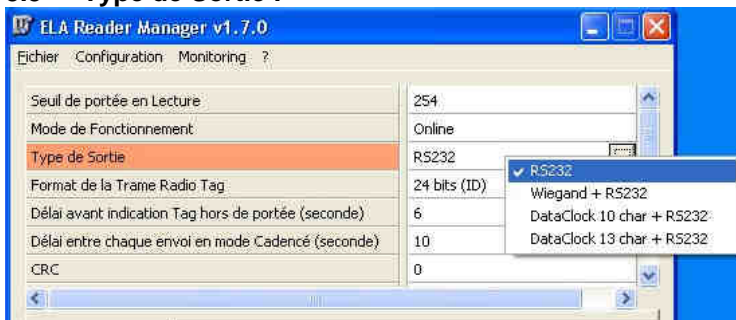 ELA Reader Manager v1.7.0
Fichier Configuration Monitoring ?
Seuil de portée en Lecture 254
Mode de Fonctionnement Online
Type de Sortie RS232
Format de la Trame Radio Tag 24 bits (ID)
Délai avant indication Tag hors de portée (seconde) 6
Délai entre chaque envoi en mode Cadencé (seconde) 10
CRC 0
RS232
Wiegand + RS232
DataClock 10 char + RS232
DataClock 13 char + RS232